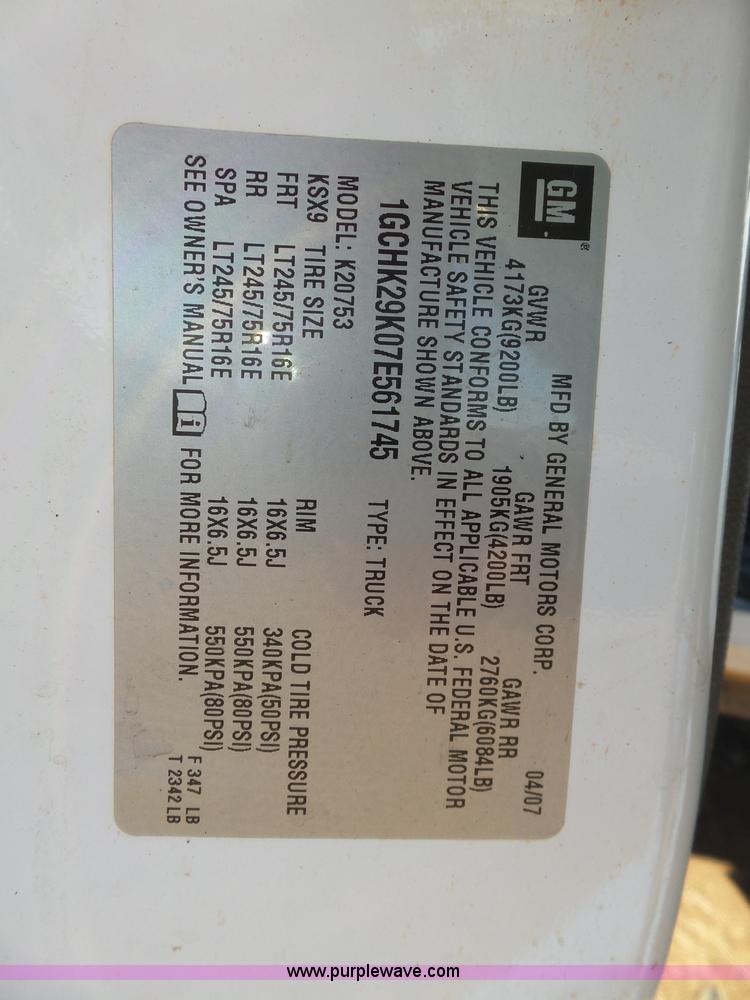 GM ®
MFD BY GENERAL MOTORS CORP. 04/07
GVWR GAWR FRT GAWR RR
4173KG(9200LB) 1905KG(4200LB) 2760KG(6084LB)
THIS VEHICLE CONFORMS TO ALL APPLICABLE U.S. FEDERAL MOTOR
VEHICLE SAFETY STANDARDS IN EFFECT ON THE DATE OF
MANUFACTURE SHOWN ABOVE.
1GCHK29K07E561745 TYPE: TRUCK
MODEL: K20753
KSX9 TIRE SIZE RIM COLD TIRE PRESSURE
FRT LT245/75R16E 16X6.5J 340KPA(50PSI)
RR LT245/75R16E 16X6.5J 550KPA(80PSI)
SPA LT245/75R16E 16X6.5J 550KPA(80PSI)
SEE OWNER'S MANUAL i FOR MORE INFORMATION.
F 347 LB
T 2342 LB
www.purplewave.com